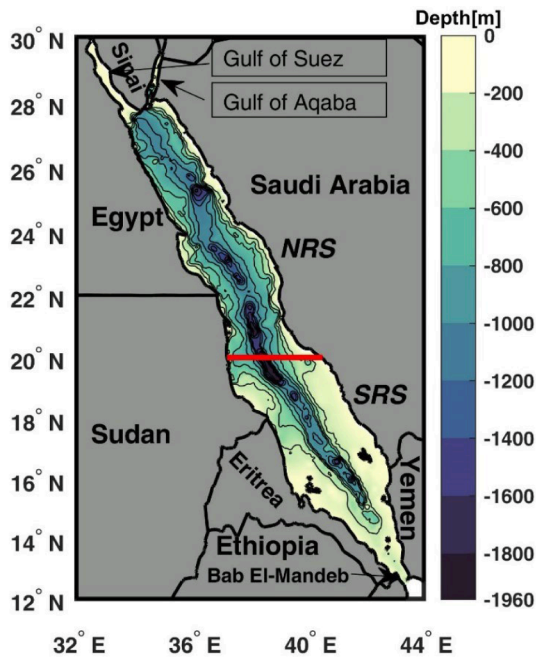 Depth[m]
30° N
28° N
26° N
24° N
22° N
20° N
18° N
16° N
14° N
12° N
32° E
36° E
40° E
44° E
Sinai
Gulf of Suez
Gulf of Aqaba
Saudi Arabia
Egypt
NRS
SRS
Sudan
Eritrea
Yemen
Ethiopia
Bab El-Mandeb
0
-200
-400
-600
-800
-1000
-1200
-1400
-1600
-1800
-1960